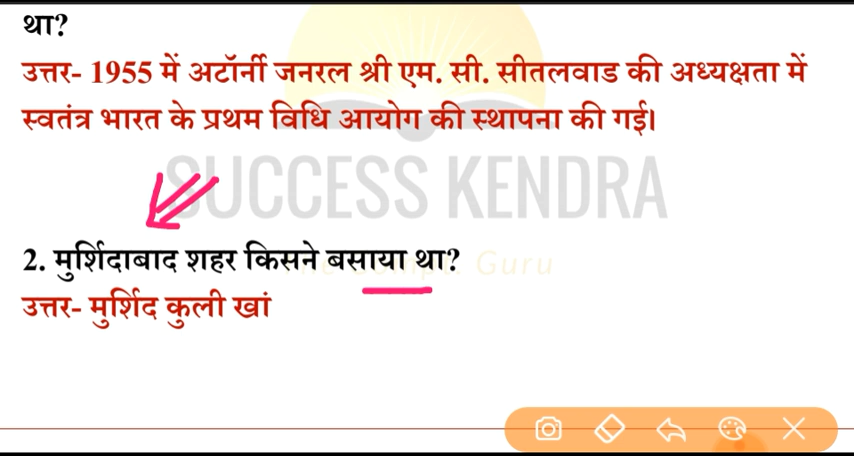 था?
उत्तर- 1955 में अटॉर्नी जनरल श्री एम. सी. सीतलवाड की अध्यक्षता में
स्वतंत्र भारत के प्रथम विधि आयोग की स्थापना की गई।
SUCCESS KENDRA
2. मुर्शिदाबाद शहर किसने बसाया था?
Guru
उत्तर- मुर्शिद कुली खां